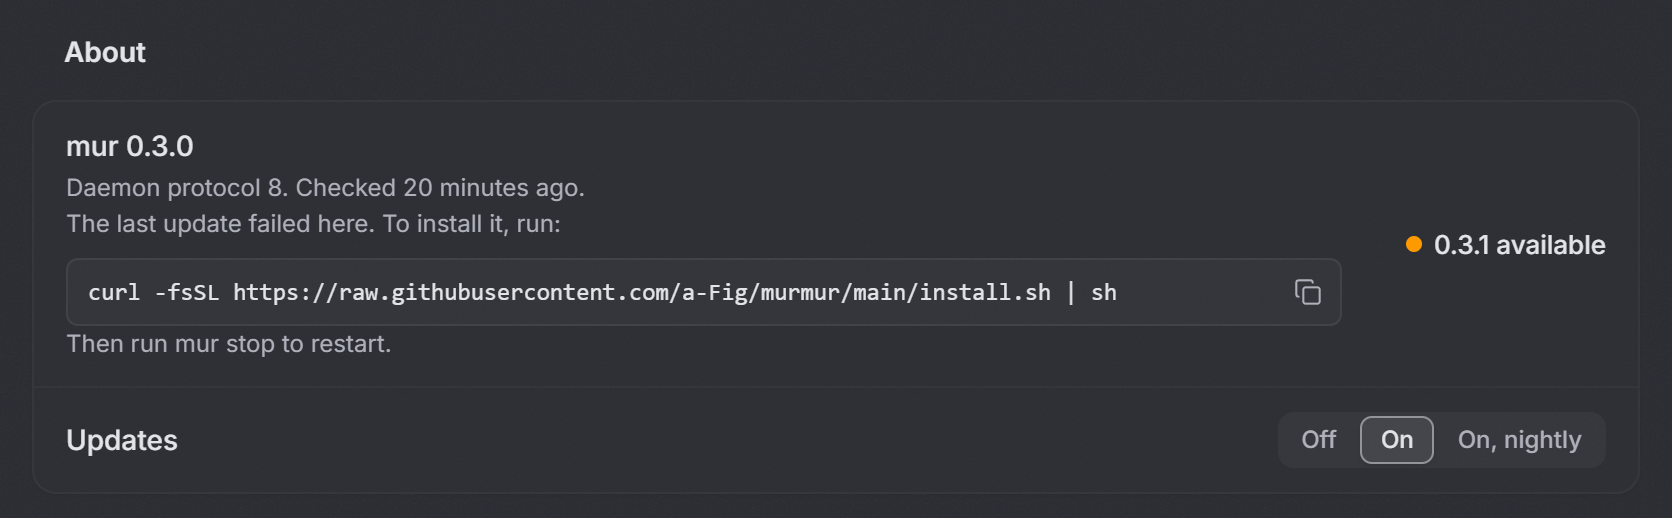 About
mur 0.3.0
Daemon protocol 8. Checked 20 minutes ago.
The last update failed here. To install it, run:
0.3.1 available
curl -fsSL https://raw.githubusercontent.com/a-Fig/murmur/main/install.sh | sh
Then run mur stop to restart.
Updates
Off
On
On, nightly